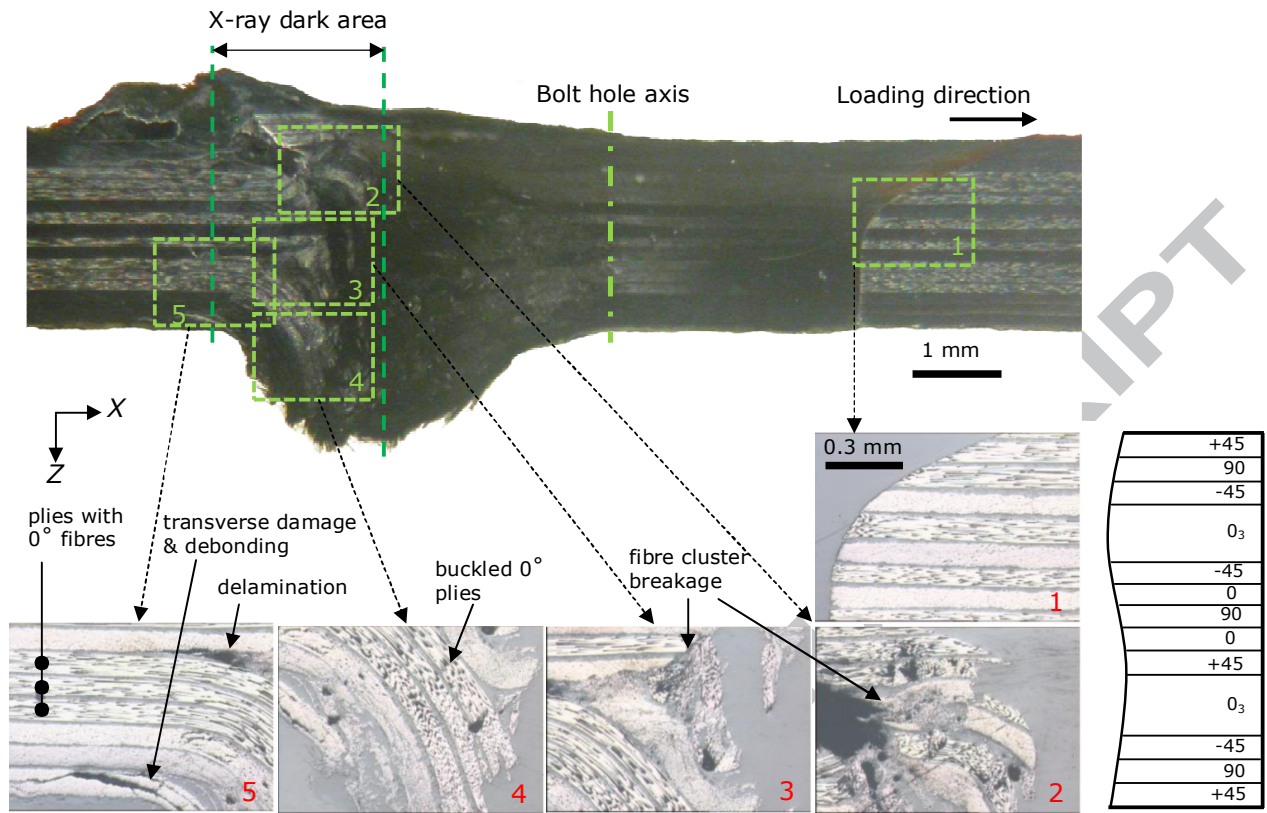 X-ray dark area
Bolt hole axis
Loading direction
2
1
3
5
4
1 mm
X
Z
IPT
0.3 mm
plies with
0° fibres
transverse damage
& debonding
delamination
buckled 0°
plies
fibre cluster
breakage
1
5
4
3
2
+45
90
-45
0₃
-45
0
90
0
+45
0₃
-45
90
+45